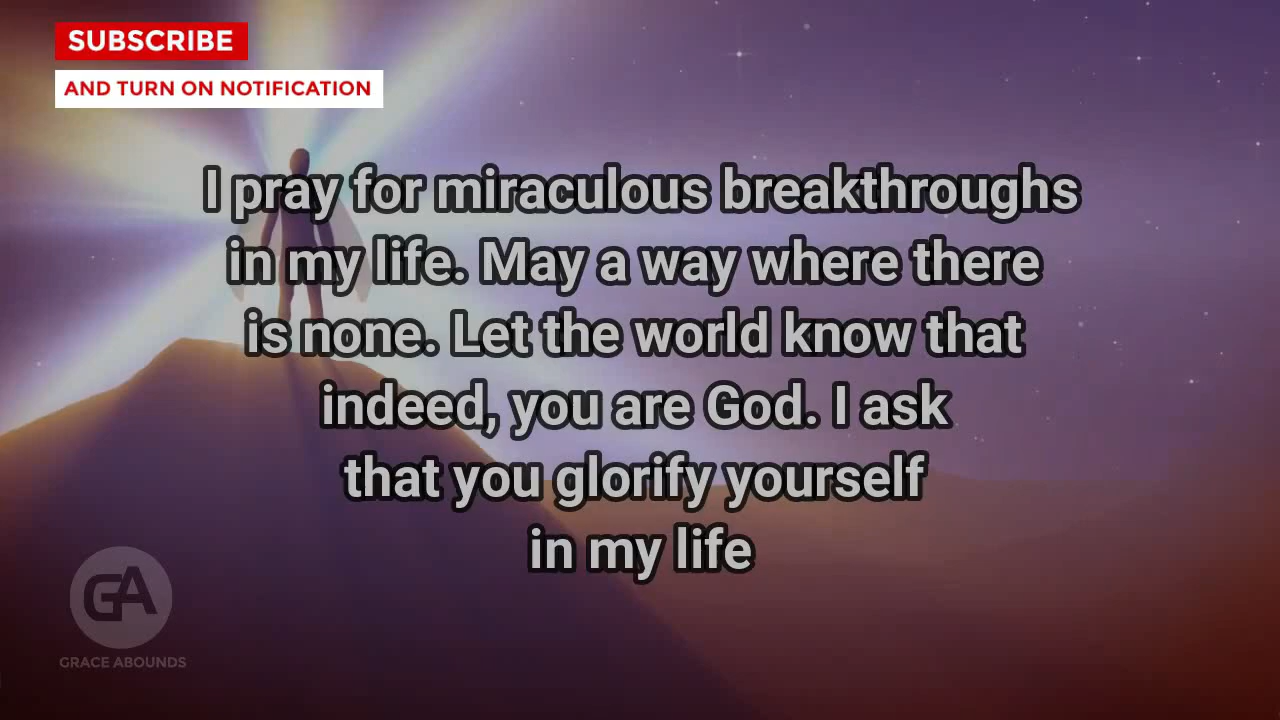 SUBSCRIBE
AND TURN ON NOTIFICATION
I pray for miraculous breakthroughs
in my life. May a way where there
is none. Let the world know that
indeed, you are God. I ask
that you glorify yourself
in my life
GA
GRACE ABOUNDS